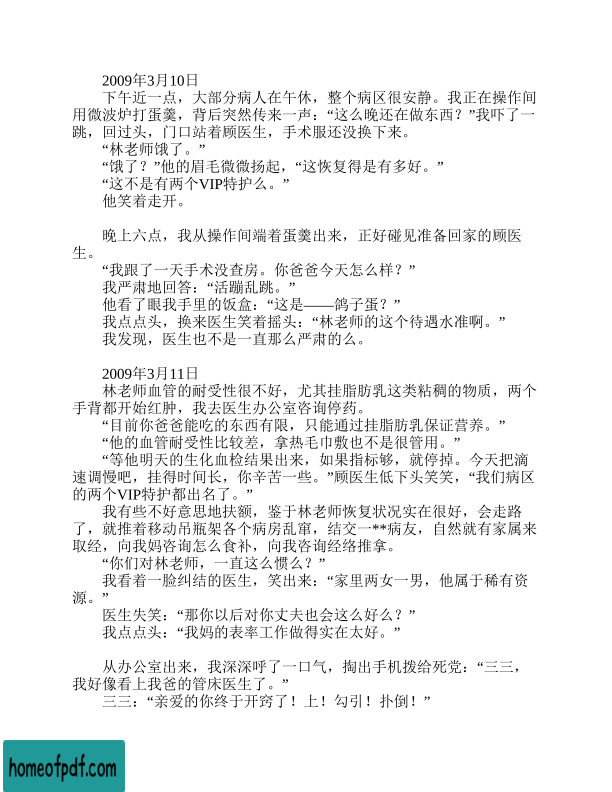 2009年3月10日
下午近一点，大部分病人在午休，整个病区很安静。我正在操作间
用微波炉打蛋羹，背后突然传来一声：“这么晚还在做东西？”我吓了一
跳，回过头，门口站着顾医生，手术服还没换下来。
“林老师饿了。”
“饿了？”他的眉毛微微扬起，“这恢复得是有多好。”
“这不是有两个VIP特护么。”
他笑着走开。
晚上六点，我从操作间端着蛋羹出来，正好碰见准备回家的顾医
生。
“我跟了一天手术没查房。你爸爸今天怎么样？”
我严肃地回答：“活蹦乱跳。”
他看了眼我手里的饭盒：“这是——鸽子蛋？”
我点点头，换来医生笑着摇头：“林老师的这个待遇水准啊。”
我发现，医生也不是一直那么严肃的么。
2009年3月11日
林老师血管的耐受性很不好，尤其挂脂肪乳这类粘稠的物质，两个
手背都开始红肿，我去医生办公室咨询停药。
“目前你爸爸能吃的东西有限，只能通过挂脂肪乳保证营养。”
“他的血管耐受性比较差，拿热毛巾敷也不是很管用。”
“等他明天的生化血检结果出来，如果指标够，就停掉。今天把滴
速调慢吧，挂得时间长，你辛苦一些。”顾医生低下头笑笑，“我们病区
的两个VIP特护都出名了。”
我有些不好意思地扶额，鉴于林老师恢复状况实在很好，会走路
了，就推着移动吊瓶架各个病房乱窜，结交一**病友，自然就有家属来
取经，向我妈咨询怎么食补，向我咨询经络推拿。
“你们对林老师，一直这么惯么？”
我看着一脸纠结的医生，笑出来：“家里两女一男，他属于稀有资
源。”
医生失笑：“那你以后对你丈夫也会这么好么？”
我点点头：“我妈的表率工作做得实在太好。”
从办公室出来，我深深呼了一口气，掏出手机拨给死党：“三三，
我好像看上我爸的管床医生了。”
三三：“亲爱的你终于开窍了！上！勾引！扑倒！”
homeofpdf.com